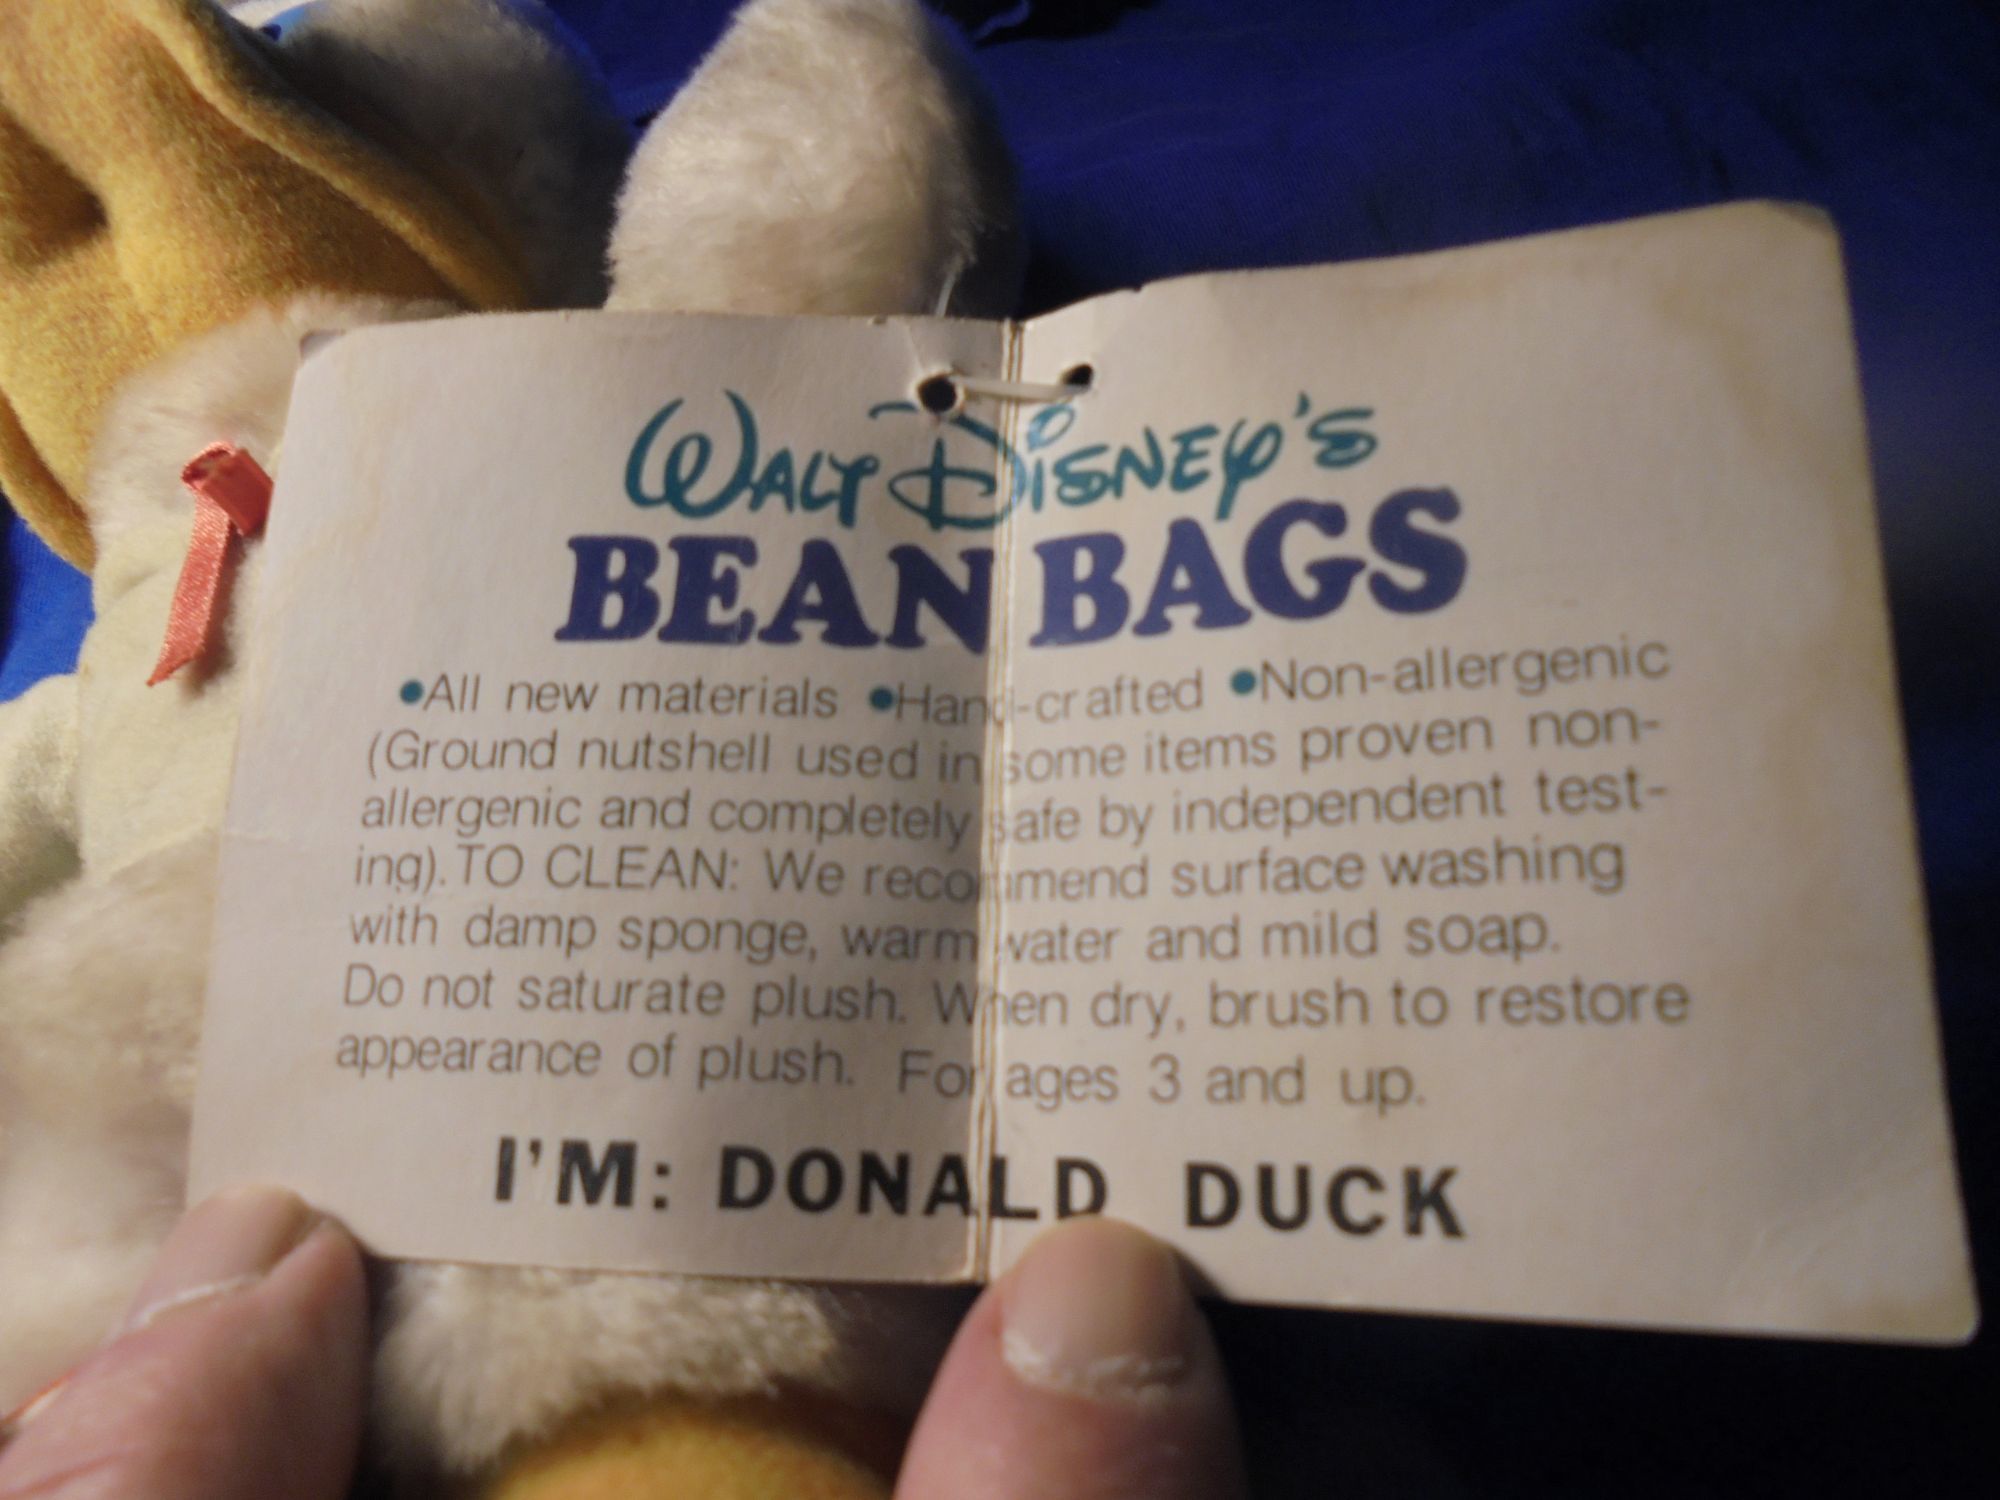 WALT DISNEY'S
BEAN BAGS
•All new materials •Hand-crafted •Non-allergenic
(Ground nutshell used in some items proven non-
allergenic and completely safe by independent test-
ing). TO CLEAN: We recommend surface washing
with damp sponge, warm water and mild soap.
Do not saturate plush. When dry, brush to restore
appearance of plush. For ages 3 and up.
I'M: DONALD DUCK